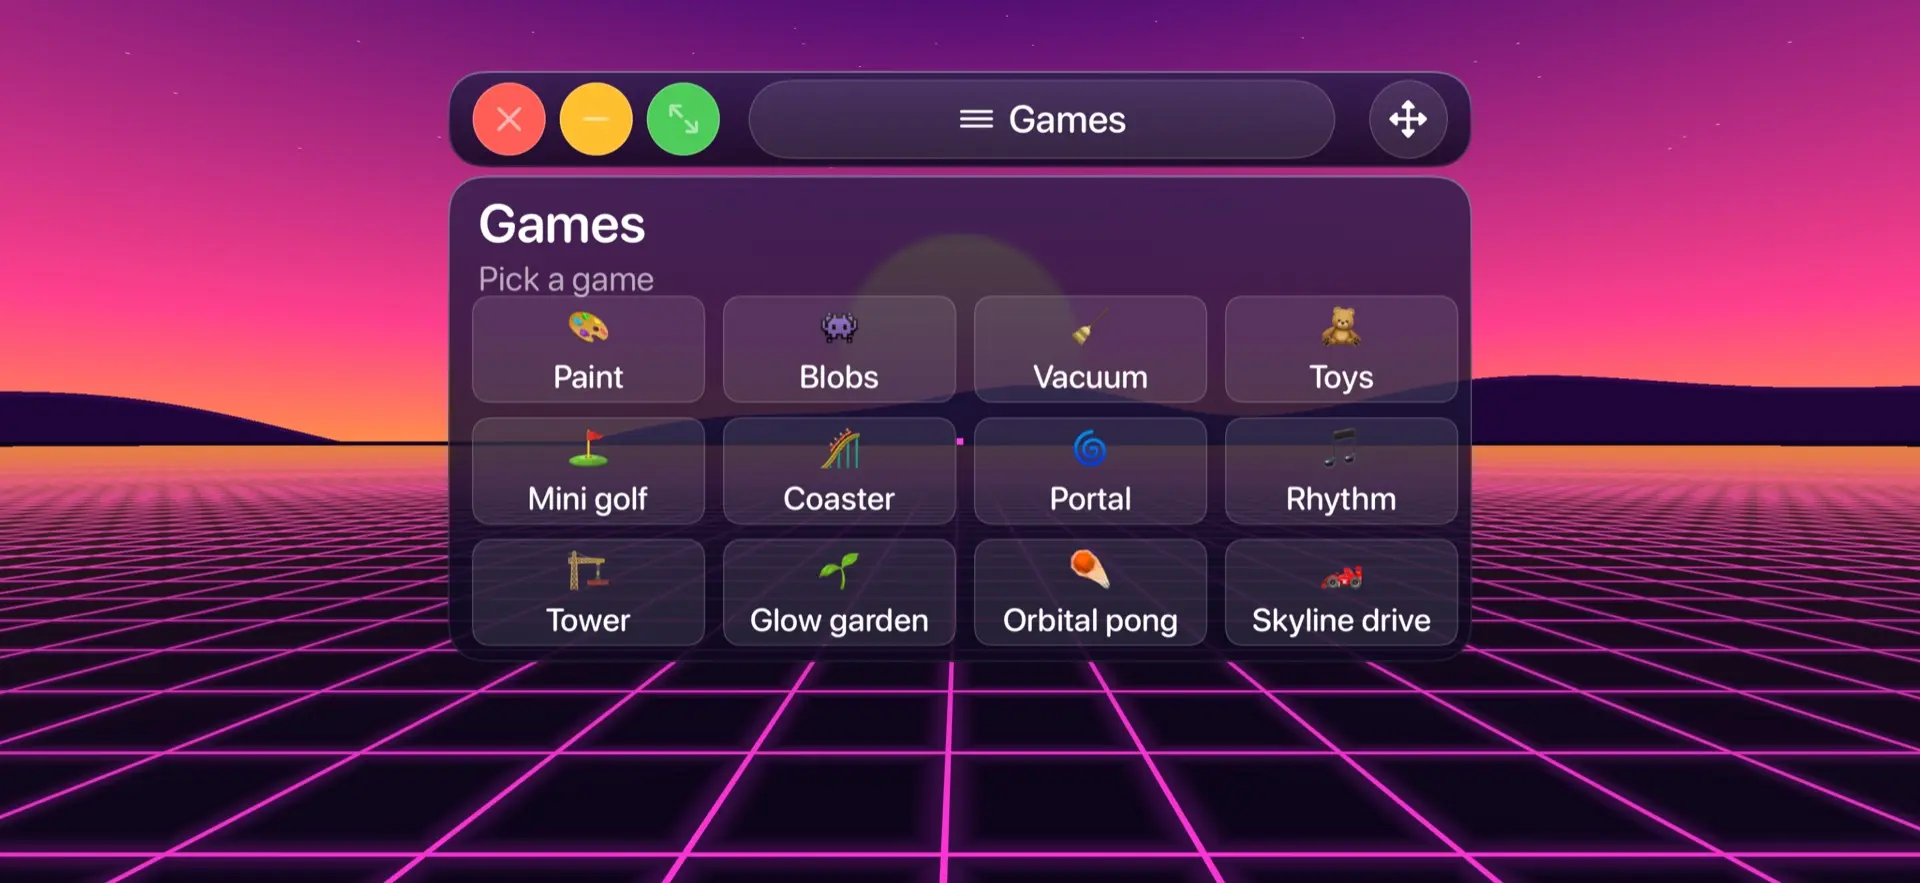 Games
Games
Pick a game
Paint
Blobs
Vacuum
Toys
Mini golf
Coaster
Portal
Rhythm
Tower
Glow garden
Orbital pong
Skyline drive